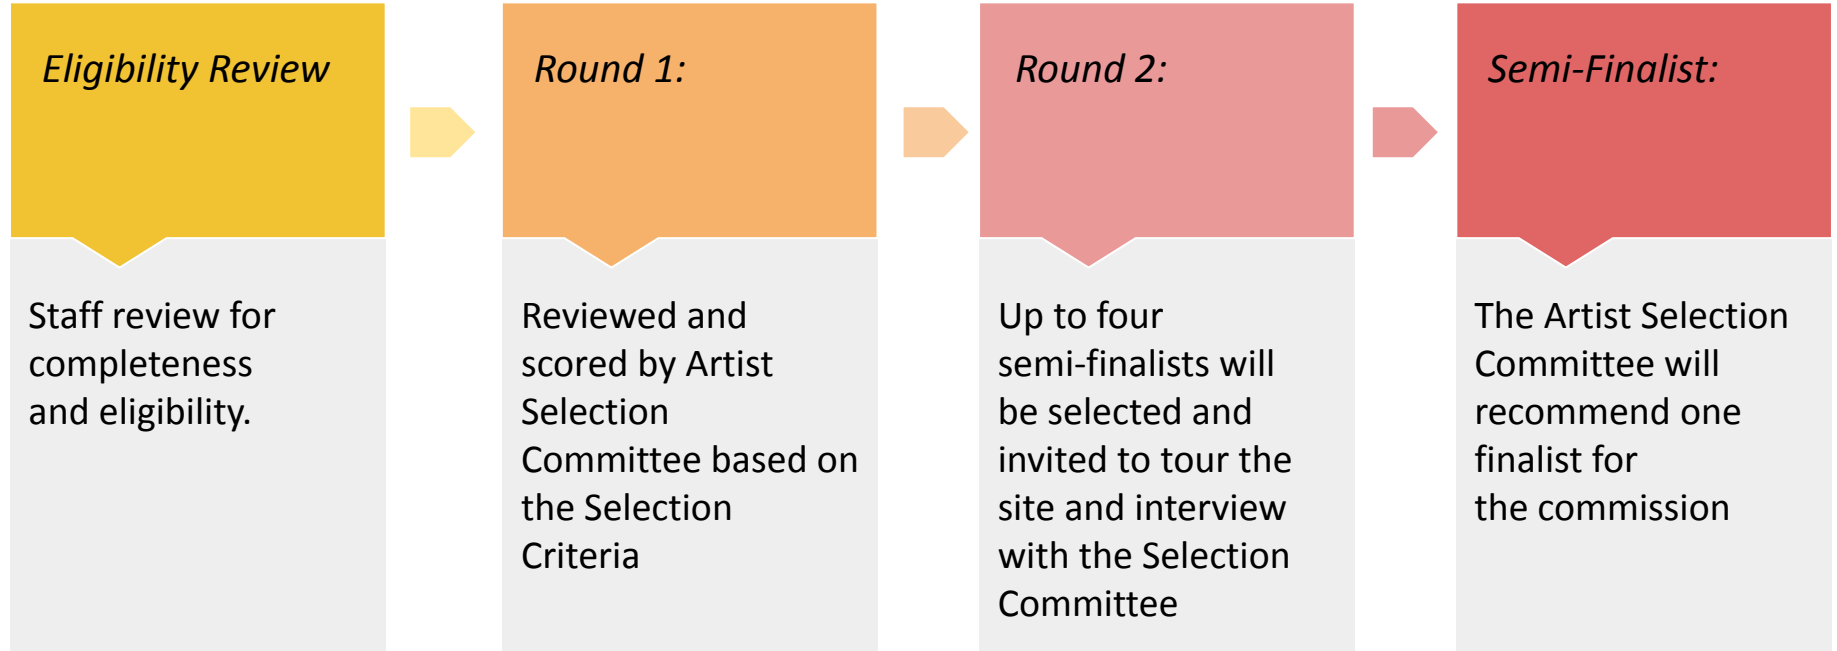 Eligibility Review
Staff review for
completeness
and eligibility.
Round 1:
Reviewed and
scored by Artist
Selection
Committee based on
the Selection
Criteria
Round 2:
Up to four
semi-finalists will
be selected and
invited to tour the
site and interview
with the Selection
Committee
Semi-Finalist:
The Artist Selection
Committee will
recommend one
finalist for
the commission